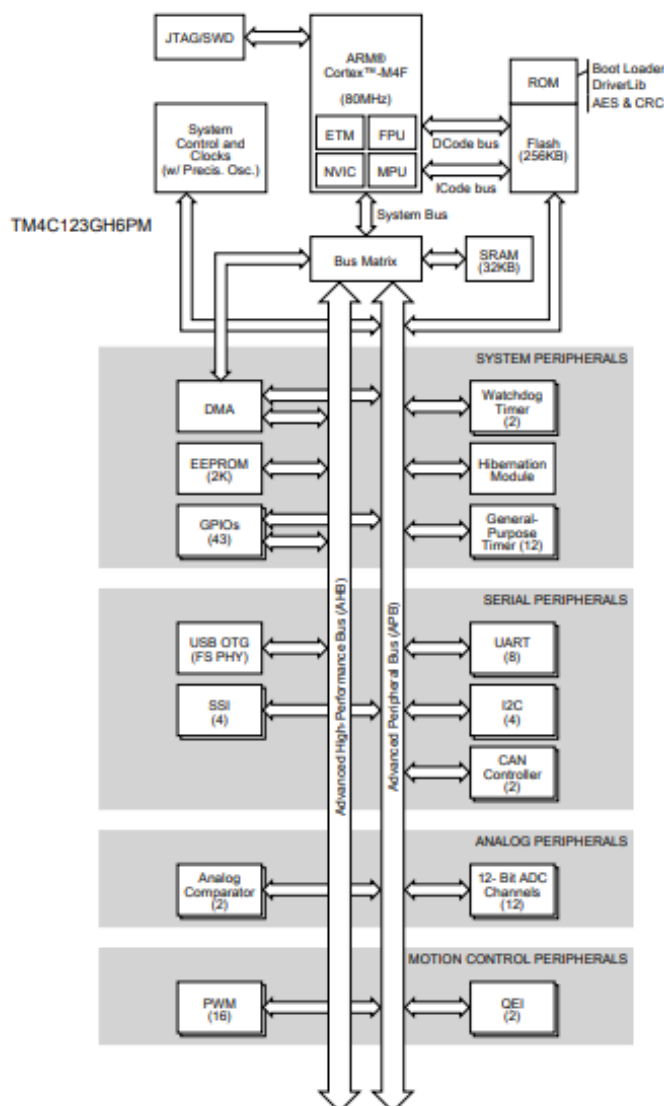 JTAG/SWD
ARM®
Cortex™-M4F
(80MHz)
ETM
FPU
NVIC
MPU
ROM
Boot Loader
DriverLib
AES & CRC
Flash
(256KB)
DCode bus
ICode bus
System
Control and
Clocks
(w/ Precis. Osc.)
TM4C123GH6PM
System Bus
Bus Matrix
SRAM
(32KB)
SYSTEM PERIPHERALS
DMA
Watchdog
Timer
(2)
EEPROM
(2K)
Hibernation
Module
GPIOs
(43)
General-
Purpose
Timer (12)
Advanced High-Performance Bus (AHB)
Advanced Peripheral Bus (APB)
SERIAL PERIPHERALS
USB OTG
(FS PHY)
UART
(8)
SSI
(4)
I2C
(4)
CAN
Controller
(2)
ANALOG PERIPHERALS
Analog
Comparator
(2)
12- Bit ADC
Channels
(12)
MOTION CONTROL PERIPHERALS
PWM
(16)
QEI
(2)